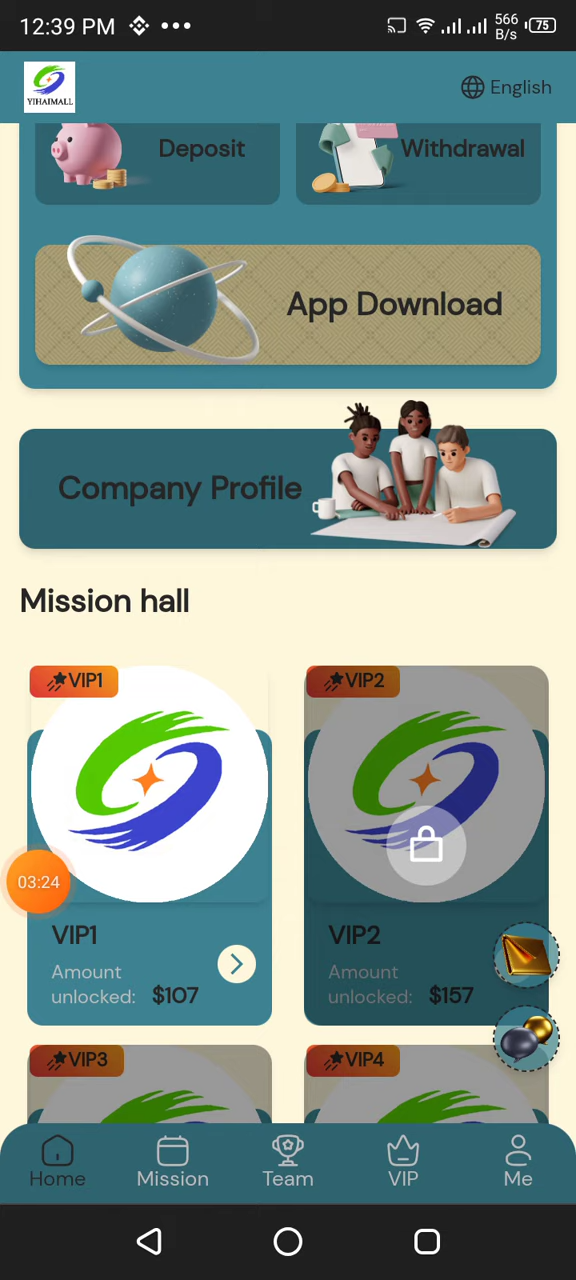 12:39 PM
566
B/s
75
YIHAIMALL
English
Deposit
Withdrawal
App Download
Company Profile
Mission hall
VIP1
VIP2
03:24
VIP1
Amount
unlocked: $107
VIP2
Amount
unlocked: $157
VIP3
VIP4
Home
Mission
Team
VIP
Me